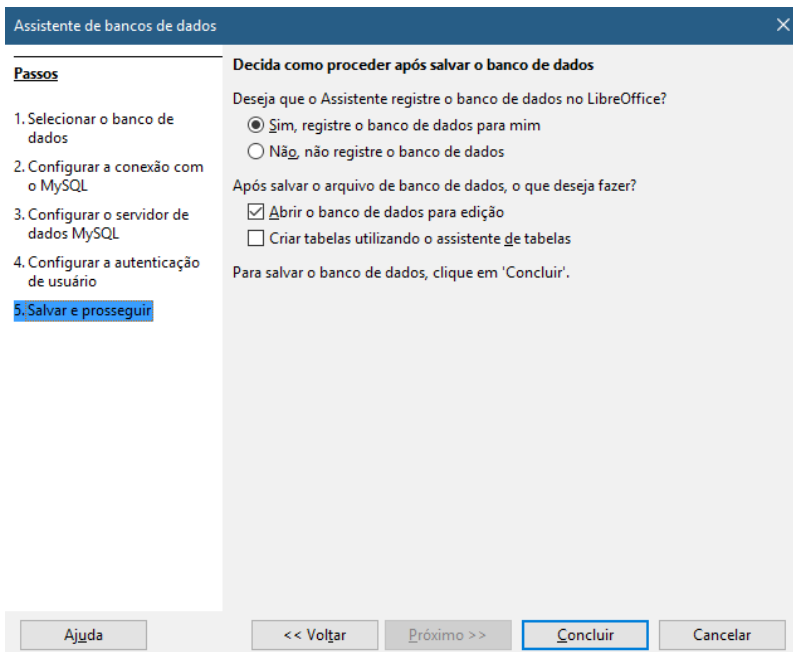 Assistente de bancos de dados
Passos
1. Selecionar o banco de
dados
2. Configurar a conexão com
o MySQL
3. Configurar o servidor de
dados MySQL
4. Configurar a autenticação
de usuário
5. Salvar e prosseguir
Decida como proceder após salvar o banco de dados
Deseja que o Assistente registre o banco de dados no LibreOffice?
Sim, registre o banco de dados para mim
Não, não registre o banco de dados
Após salvar o arquivo de banco de dados, o que deseja fazer?
Abrir o banco de dados para edição
Criar tabelas utilizando o assistente de tabelas
Para salvar o banco de dados, clique em 'Concluir'.
Ajuda
<< Voltar
Próximo >>
Concluir
Cancelar